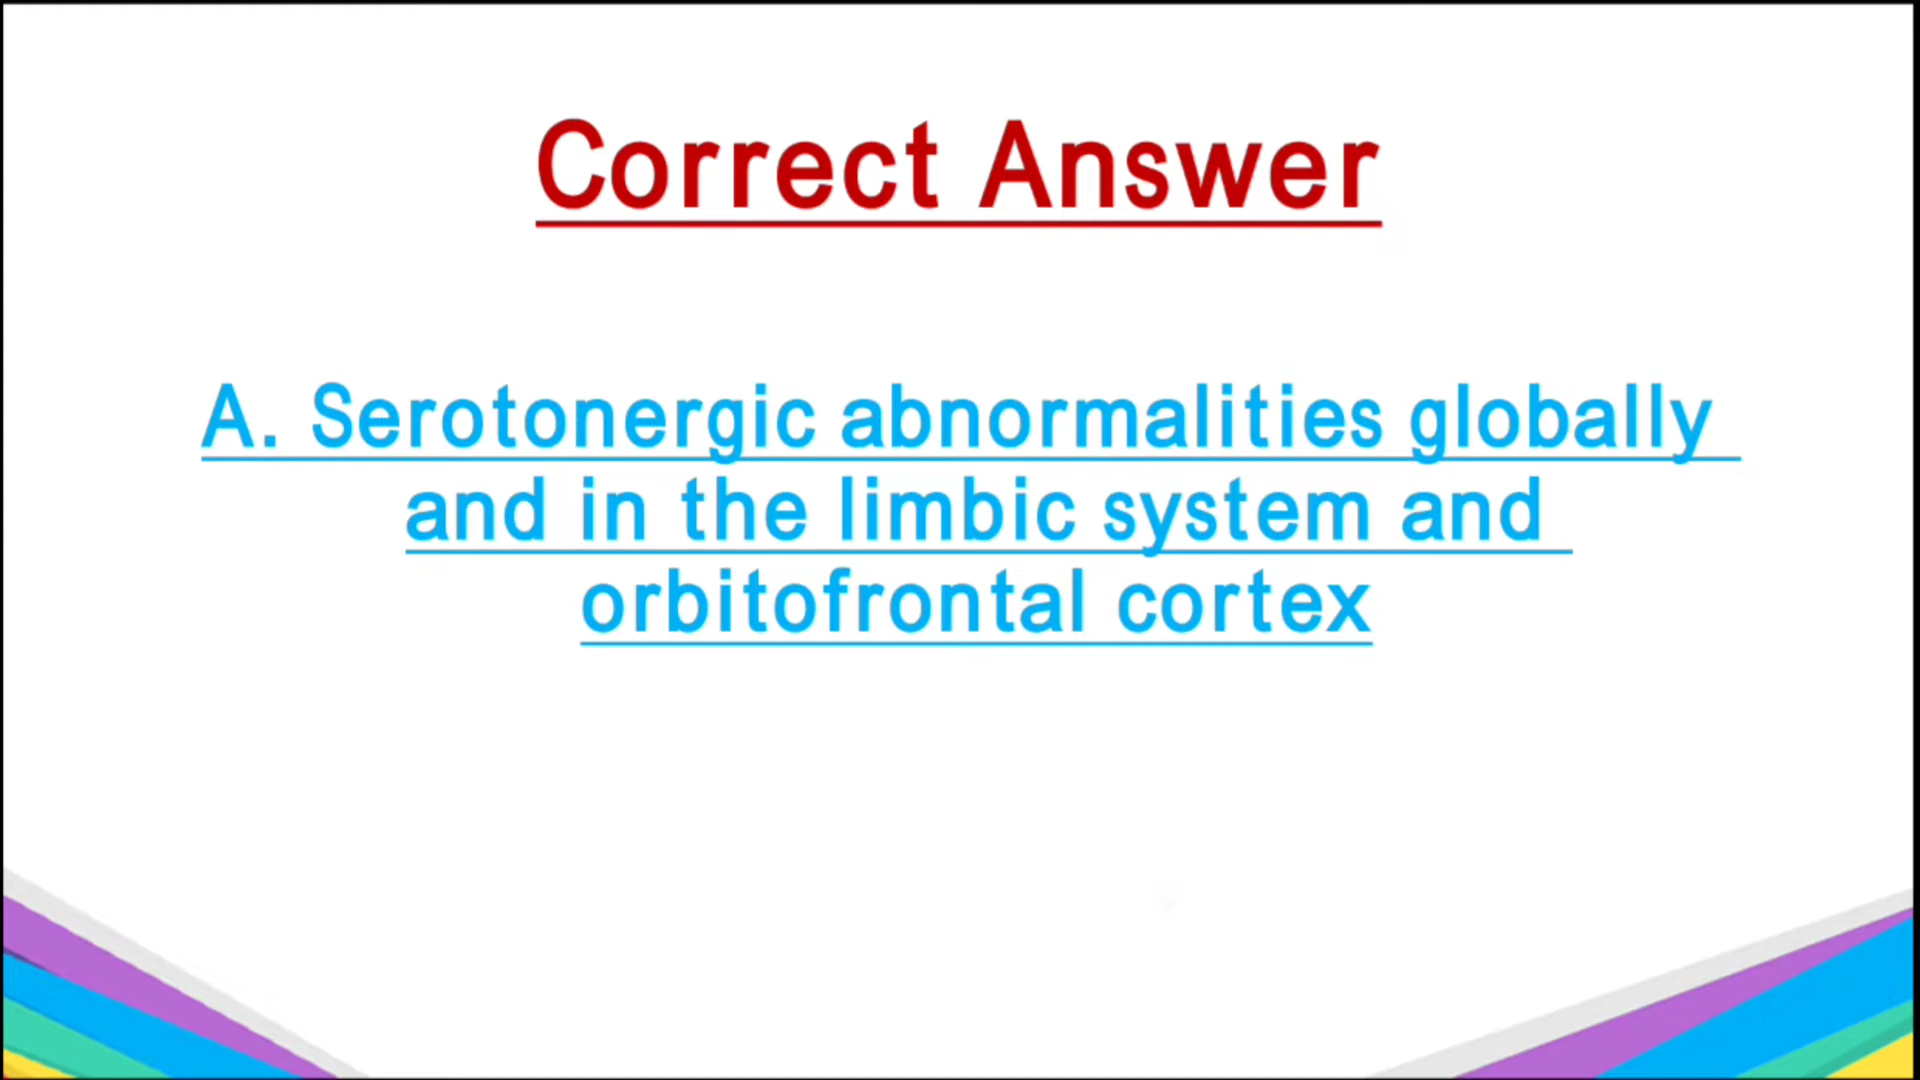 Correct Answer
A. Serotonergic abnormalities globally
and in the limbic system and
orbitofrontal cortex